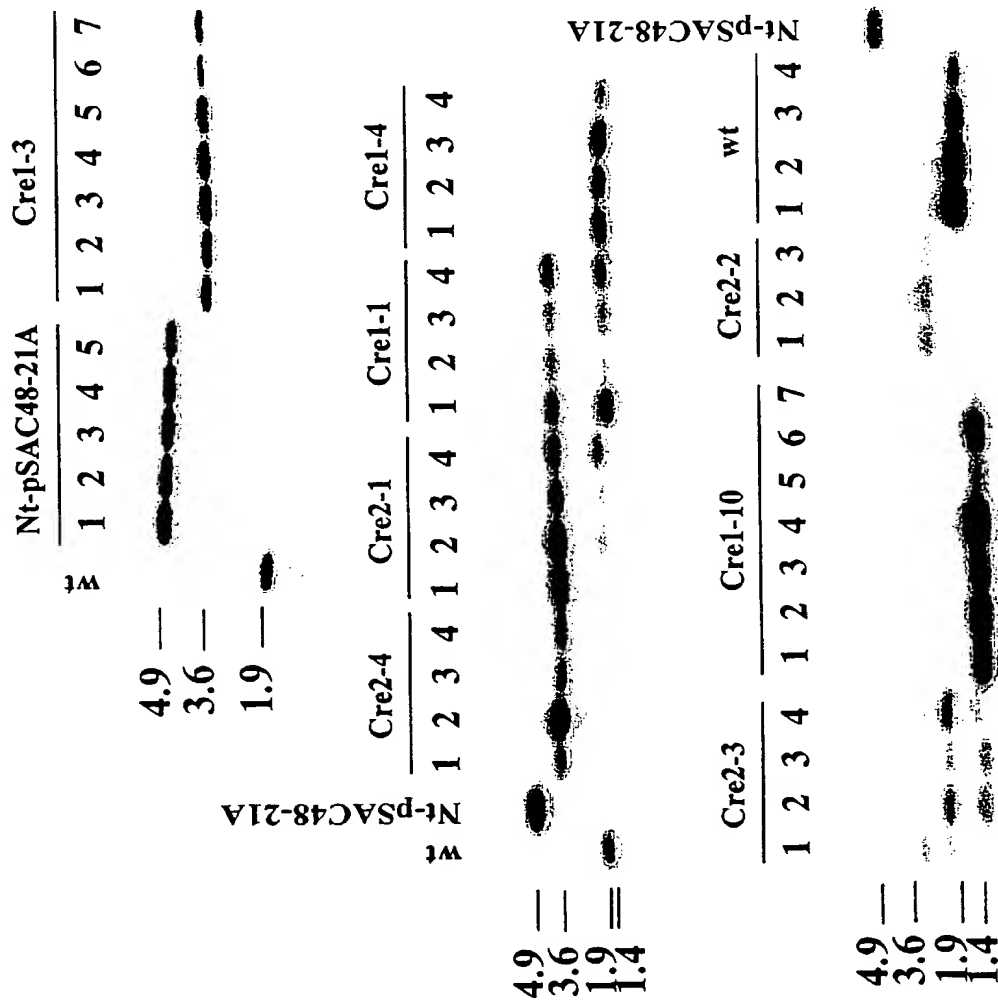 Nt-pSAC48-21A Cre1-3
wt 1 2 3 4 5 1 2 3 4 5 6 7
4.9
3.6
1.9
Cre2-4 Cre2-1 Cre1-1 Cre1-4
wt Nt-pSAC48-21A 1 2 3 4 1 2 3 4 1 2 3 4 1 2 3 4
4.9
3.6
1.9
1.4
Cre2-3 Cre1-10 Cre2-2 wt Nt-pSAC48-21A
1 2 3 4 1 2 3 4 5 6 7 1 2 3 1 2 3 4
4.9
3.6
1.9
1.4